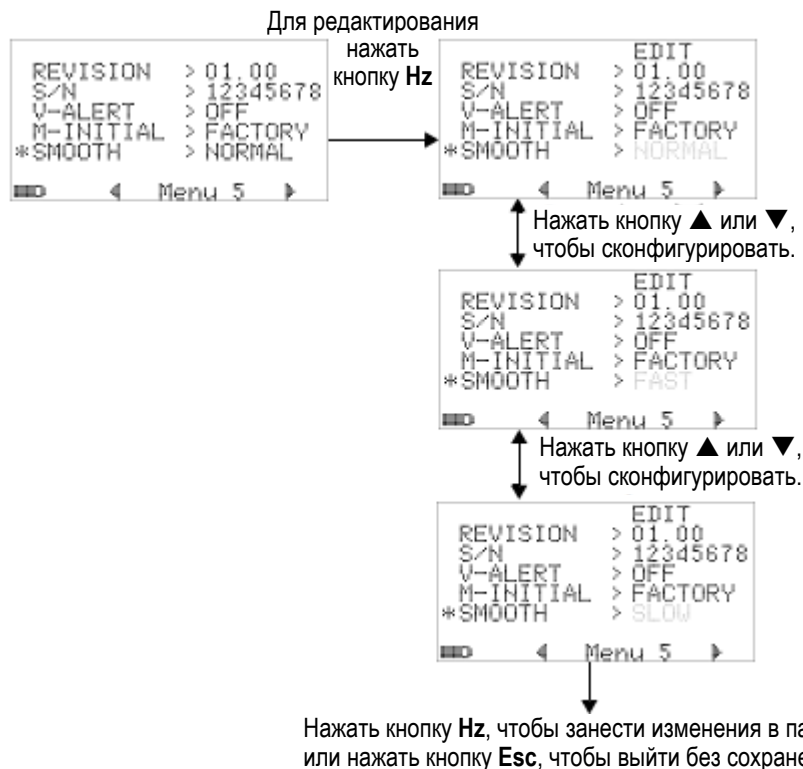 Для редактирования
нажать
кнопку Hz
REVISION > 01.00
S/N > 12345678
V-ALERT > OFF
M-INITIAL > FACTORY
*SMOOTH > NORMAL
◀ Menu 5 ▶
EDIT
REVISION > 01.00
S/N > 12345678
V-ALERT > OFF
M-INITIAL > FACTORY
*SMOOTH > NORMAL
◀ Menu 5 ▶
Нажать кнопку ▲ или ▼,
чтобы сконфигурировать.
EDIT
REVISION > 01.00
S/N > 12345678
V-ALERT > OFF
M-INITIAL > FACTORY
*SMOOTH > FAST
◀ Menu 5 ▶
Нажать кнопку ▲ или ▼,
чтобы сконфигурировать.
EDIT
REVISION > 01.00
S/N > 12345678
V-ALERT > OFF
M-INITIAL > FACTORY
*SMOOTH > SLOW
◀ Menu 5 ▶
Нажать кнопку Hz, чтобы занести изменения в
или нажать кнопку Esc, чтобы выйти без